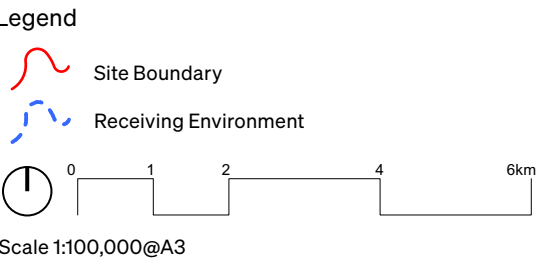 Legend
Site Boundary
Receiving Environment
0 1 2 4 6km
Scale 1:100,000@A3